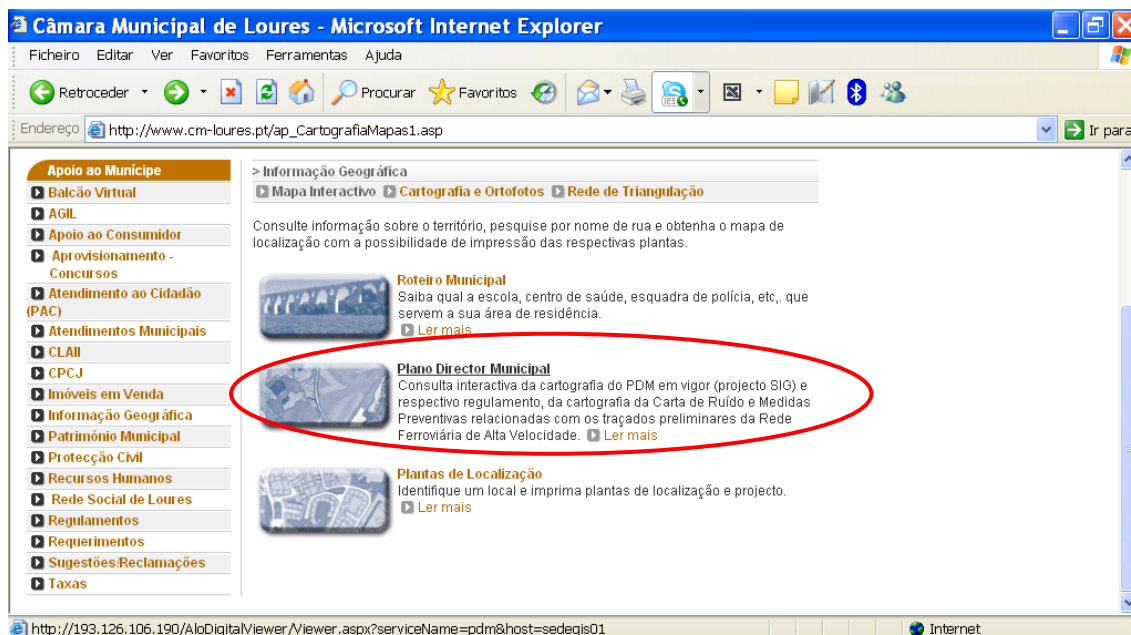 Câmara Municipal de Loures - Microsoft Internet Explorer
Ficheiro Editar Ver Favoritos Ferramentas Ajuda
Retroceder Procurar Favoritos
Endereço http://www.cm-loures.pt/ap_CartografiaMapas1.asp Ir para
Apoio ao Munícipe
Balcão Virtual
AGIL
Apoio ao Consumidor
Aprovisionamento -
Concursos
Atendimento ao Cidadão
(PAC)
Atendimentos Municipais
CLAII
CPCJ
Imóveis em Venda
Informação Geográfica
Património Municipal
Protecção Civil
Recursos Humanos
Rede Social de Loures
Regulamentos
Requerimentos
Sugestões/Reclamações
Taxas
> Informação Geográfica
Mapa Interactivo Cartografia e Ortofotos Rede de Triangulação
Consulte informação sobre o território, pesquise por nome de rua e obtenha o mapa de
localização com a possibilidade de impressão das respectivas plantas.
Roteiro Municipal
Saiba qual a escola, centro de saúde, esquadra de polícia, etc,. que
servem a sua área de residência.
Ler mais
Plano Director Municipal
Consulta interactiva da cartografia do PDM em vigor (projecto SIG) e
respectivo regulamento, da cartografia da Carta de Ruído e Medidas
Preventivas relacionadas com os traçados preliminares da Rede
Ferroviária de Alta Velocidade. Ler mais
Plantas de Localização
Identifique um local e imprima plantas de localização e projecto.
Ler mais
http://193.126.106.190/AloDigitalViewer/Viewer.aspx?serviceName=pdm&host=sedegis01 Internet